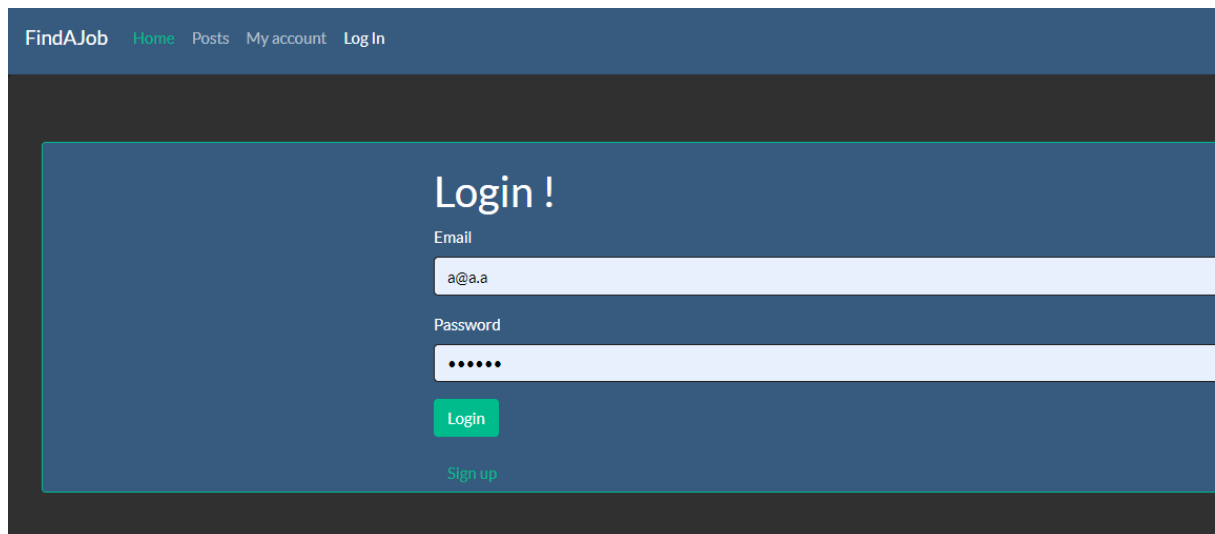 FindAJob Home Posts My account Log In
Login !
Email
a@a.a
Password
••••••
Login
Sign up